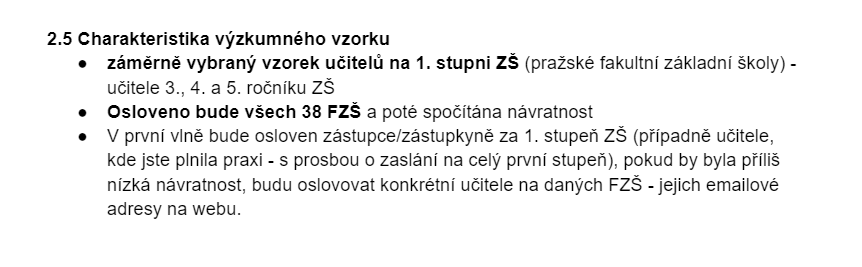 2.5 Charakteristika výzkumného vzorku
● záměrně vybraný vzorek učitelů na 1. stupni ZŠ (pražské fakultní základní školy) -
učitele 3., 4. a 5. ročníku ZŠ
● Osloveno bude všech 38 FZŠ a poté spočítána návratnost
● V první vlně bude osloven zástupce/zástupkyně za 1. stupeň ZŠ (případně učitele,
kde jste plnila praxi - s prosbou o zaslání na celý první stupeň), pokud by byla příliš
nízká návratnost, budu oslovovat konkrétní učitele na daných FZŠ - jejich emailové
adresy na webu.